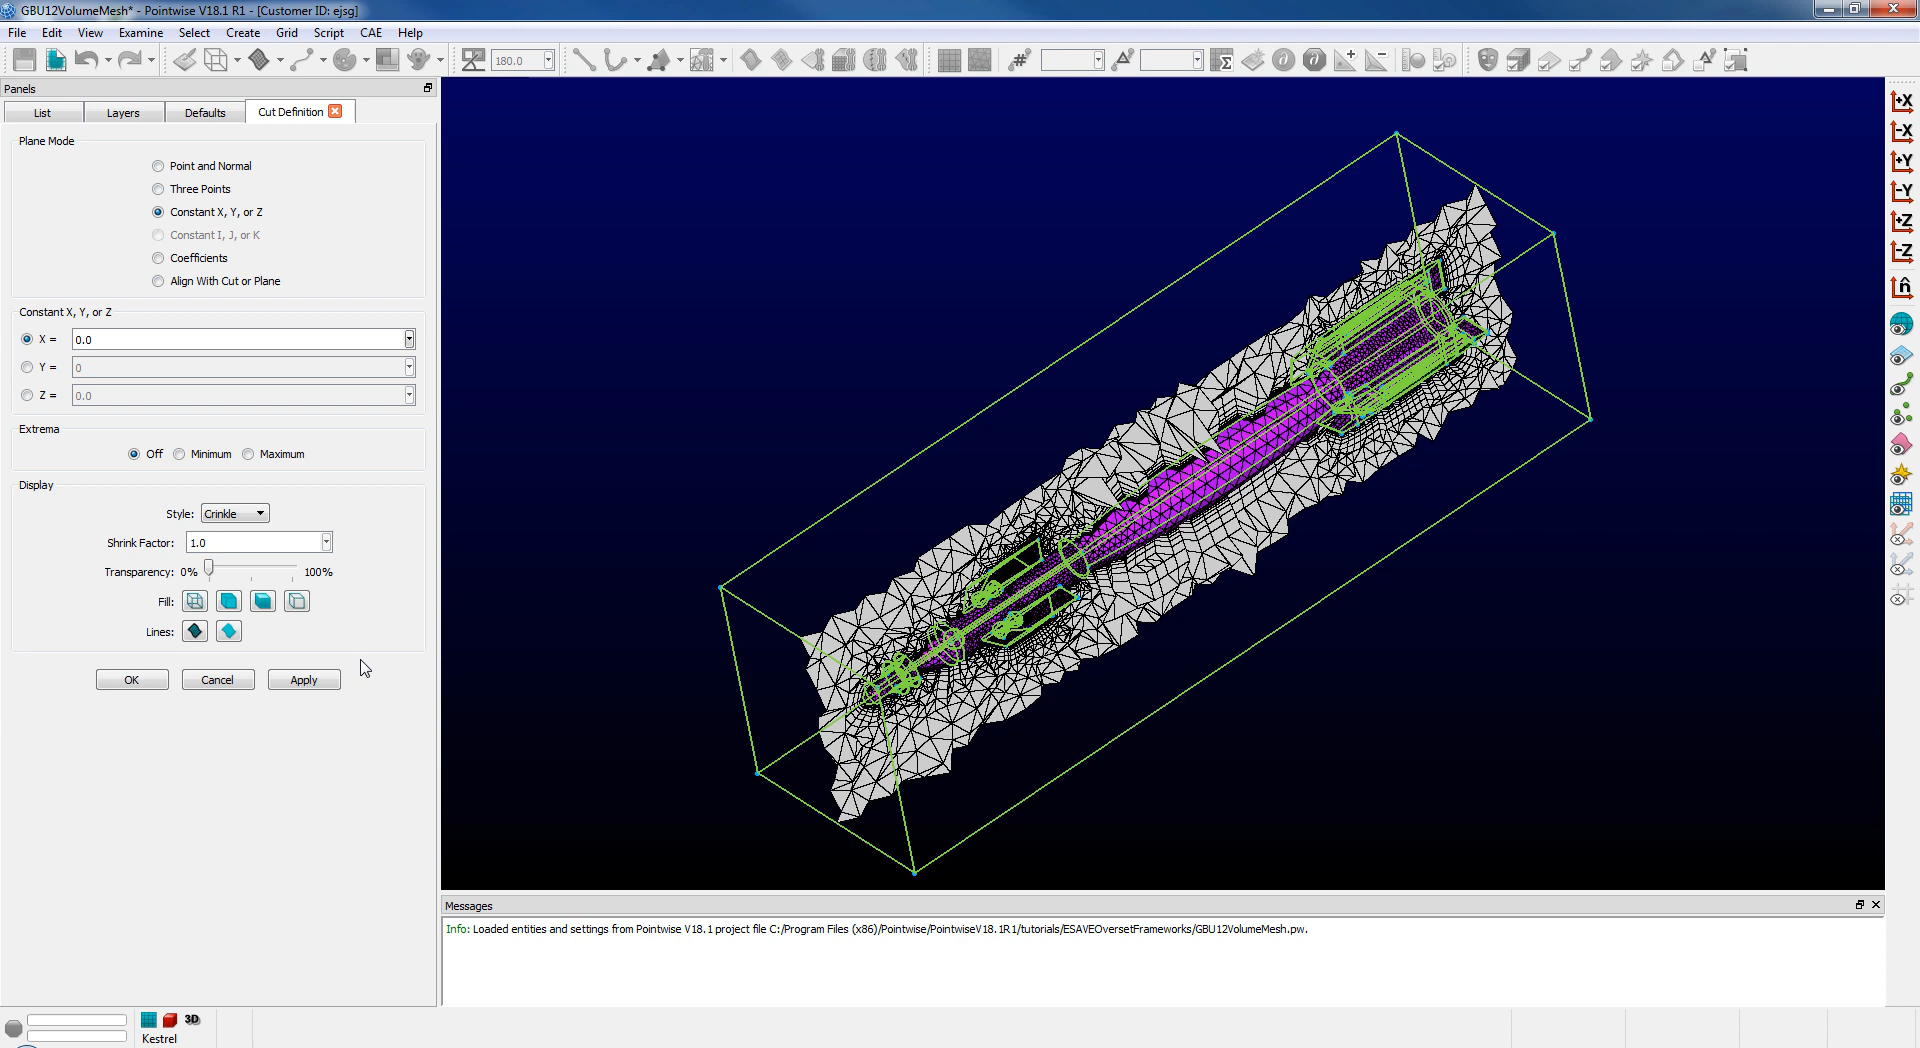 GBU12VolumeMesh* - Pointwise V18.1 R1 - [Customer ID: ejsg]
File Edit View Examine Select Create Grid Script CAE Help
180.0
Panels
List Layers Defaults Cut Definition
Plane Mode
Point and Normal
Three Points
Constant X, Y, or Z
Constant I, J, or K
Coefficients
Align With Cut or Plane
Constant X, Y, or Z
X = 0.0
Y = 0
Z = 0.0
Extrema
Off Minimum Maximum
Display
Style: Crinkle
Shrink Factor: 1.0
Transparency: 0% 100%
Fill:
Lines:
OK Cancel Apply
+X
-X
+Y
-Y
+Z
-Z
n̂
Messages
Info: Loaded entities and settings from Pointwise V18.1 project file C:/Program Files (x86)/Pointwise/PointwiseV18.1R1/tutorials/ESAVEOversetFrameworks/GBU12VolumeMesh.pw.
3D
Kestrel